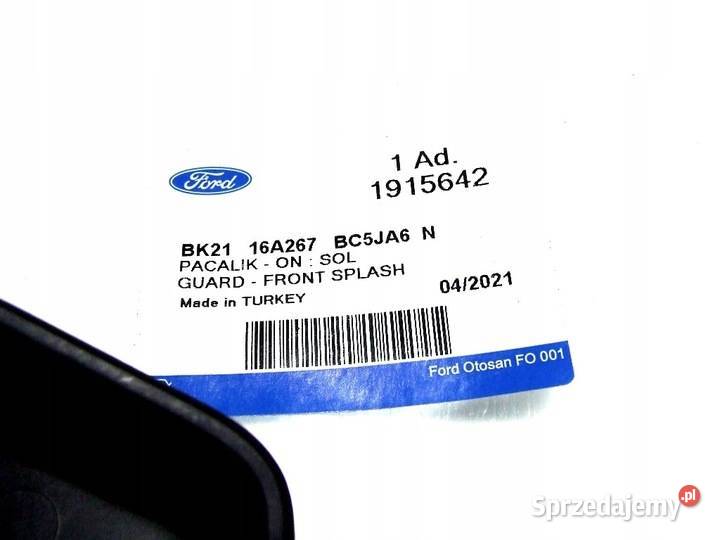 Ford
1 Ad.
1915642
BK21 16A267 BC5JA6 N
PACALIK - ON : SOL
GUARD - FRONT SPLASH
Made in TURKEY
04/2021
Ford Otosan FO 001
Sprzedajemy.pl